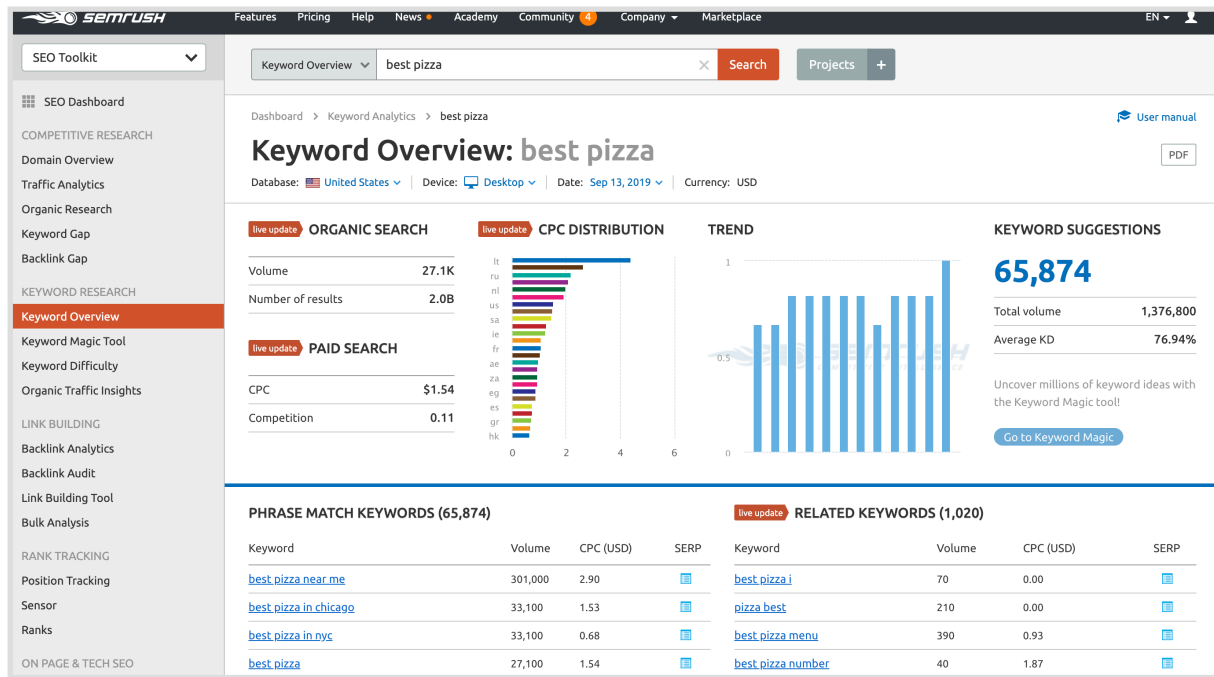 SEMRUSH
Features Pricing Help News Academy Community 4 Company Marketplace EN
SEO Toolkit
Keyword Overview best pizza × Search Projects +
SEO Dashboard
COMPETITIVE RESEARCH
Domain Overview
Traffic Analytics
Organic Research
Keyword Gap
Backlink Gap
KEYWORD RESEARCH
Keyword Overview
Keyword Magic Tool
Keyword Difficulty
Organic Traffic Insights
LINK BUILDING
Backlink Analytics
Backlink Audit
Link Building Tool
Bulk Analysis
RANK TRACKING
Position Tracking
Sensor
Ranks
ON PAGE & TECH SEO
Dashboard > Keyword Analytics > best pizza
User manual
Keyword Overview: best pizza
PDF
Database: United States Device: Desktop Date: Sep 13, 2019 Currency: USD
live update ORGANIC SEARCH
Volume 27.1K
Number of results 2.0B
live update PAID SEARCH
CPC $1.54
Competition 0.11
live update CPC DISTRIBUTION
lt
ru
nl
us
sa
ie
fr
ae
za
eg
es
gr
hk
0 2 4 6
TREND
1
0.5
0
SEMRUSH
KEYWORD SUGGESTIONS
65,874
Total volume 1,376,800
Average KD 76.94%
Uncover millions of keyword ideas with
the Keyword Magic tool!
Go to Keyword Magic
PHRASE MATCH KEYWORDS (65,874)
Keyword Volume CPC (USD) SERP
best pizza near me 301,000 2.90
best pizza in chicago 33,100 1.53
best pizza in nyc 33,100 0.68
best pizza 27,100 1.54
live update RELATED KEYWORDS (1,020)
Keyword Volume CPC (USD) SERP
best pizza i 70 0.00
pizza best 210 0.00
best pizza menu 390 0.93
best pizza number 40 1.87